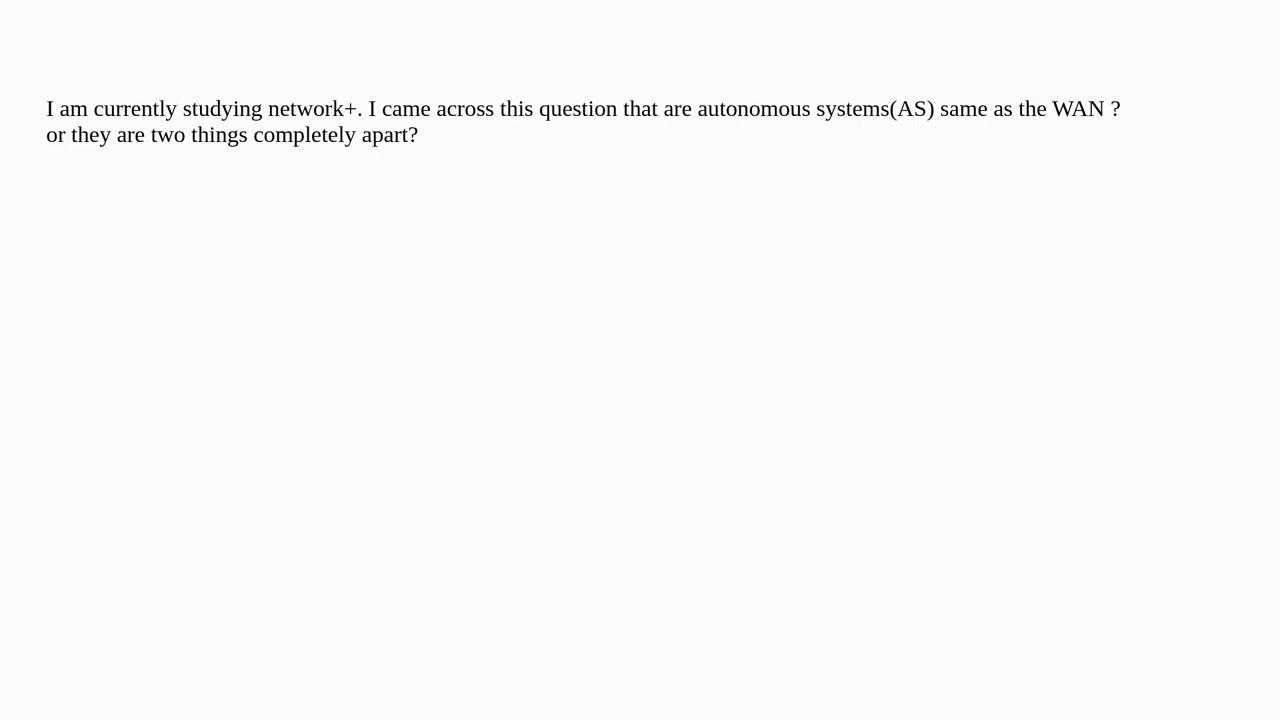 I am currently studying network+. I came across this question that are autonomous systems(AS) same as the WAN ?
or they are two things completely apart?